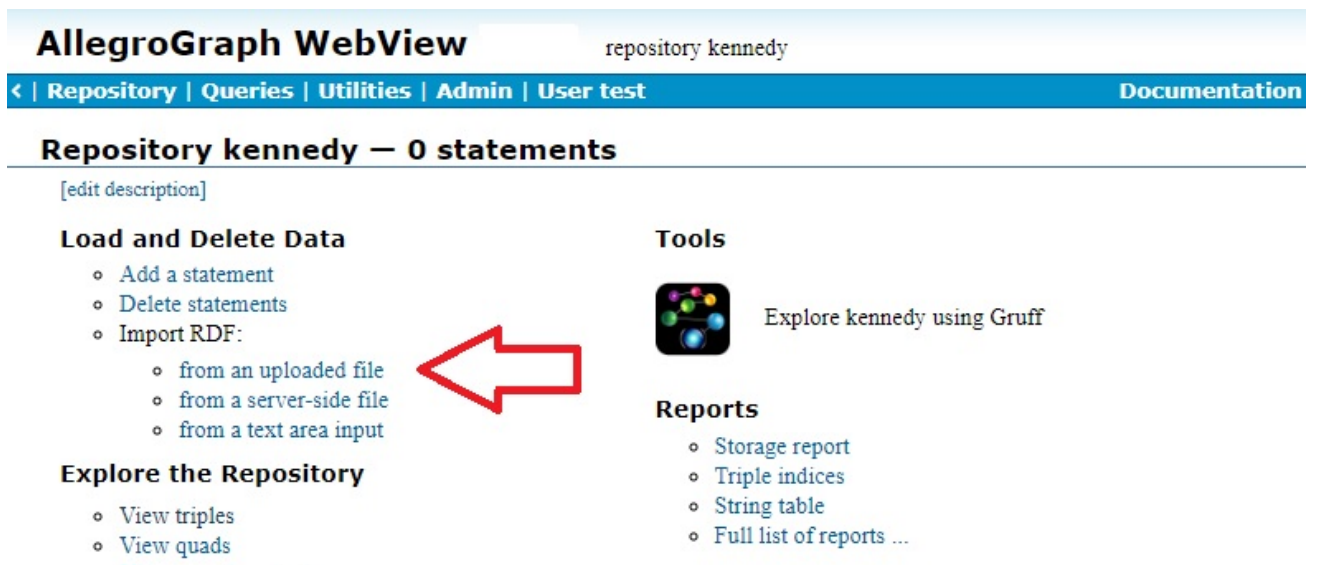 AllegroGraph WebView repository kennedy
< | Repository | Queries | Utilities | Admin | User test Documentation
Repository kennedy — 0 statements
[edit description]
Load and Delete Data
Add a statement
Delete statements
Import RDF:
from an uploaded file
from a server-side file
from a text area input
Explore the Repository
View triples
View quads
Tools
Explore kennedy using Gruff
Reports
Storage report
Triple indices
String table
Full list of reports ...